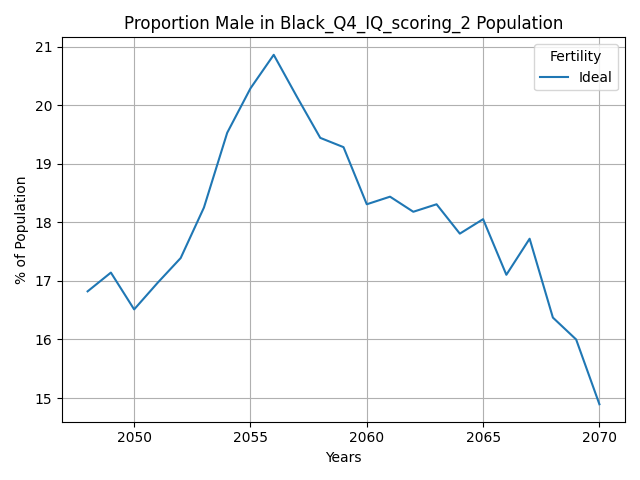 Proportion Male in Black_Q4_IQ_scoring_2 Population
Fertility
Ideal
% of Population
21
20
19
18
17
16
15
2050
2055
2060
2065
2070
Years